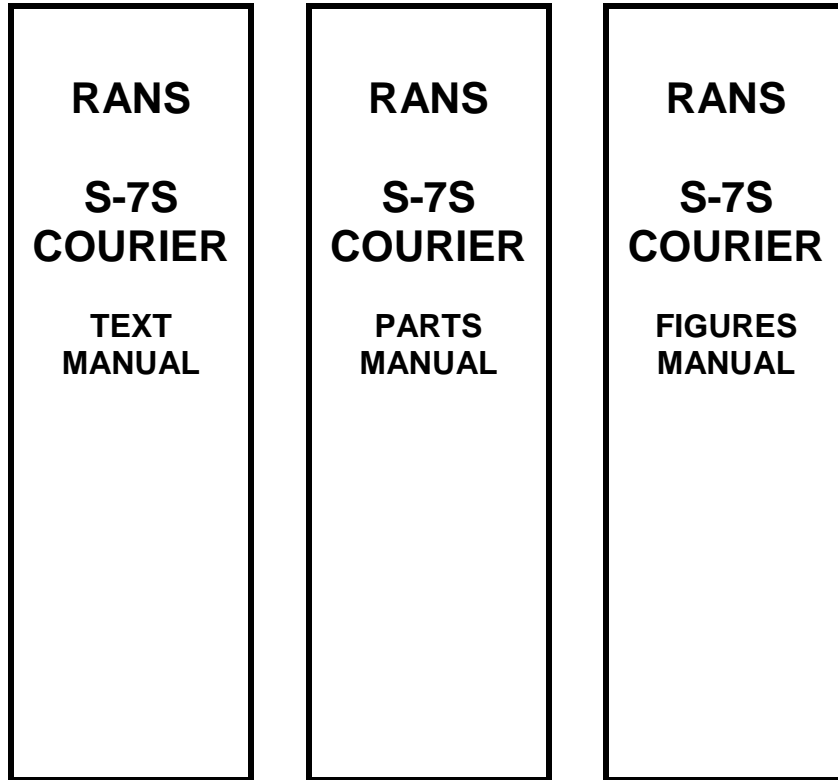 RANS
S-7S
COURIER
TEXT
MANUAL
RANS
S-7S
COURIER
PARTS
MANUAL
RANS
S-7S
COURIER
FIGURES
MANUAL